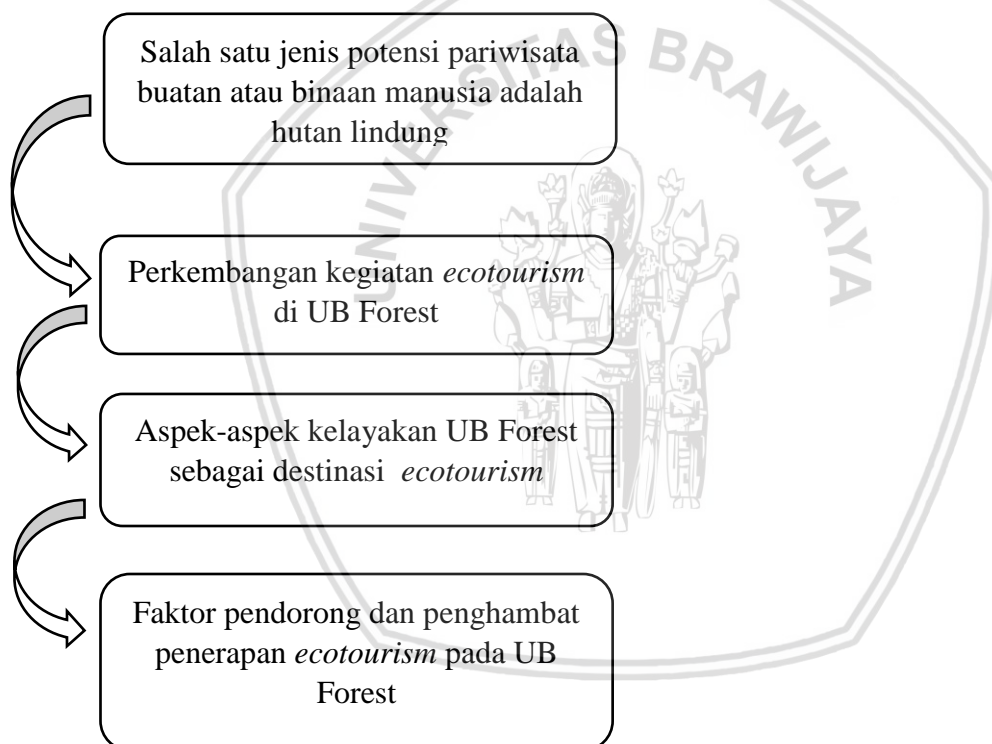 UNIVERSITAS BRAWIJAYA
Salah satu jenis potensi pariwisata
buatan atau binaan manusia adalah
hutan lindung
Perkembangan kegiatan ecotourism
di UB Forest
Aspek-aspek kelayakan UB Forest
sebagai destinasi ecotourism
Faktor pendorong dan penghambat
penerapan ecotourism pada UB
Forest